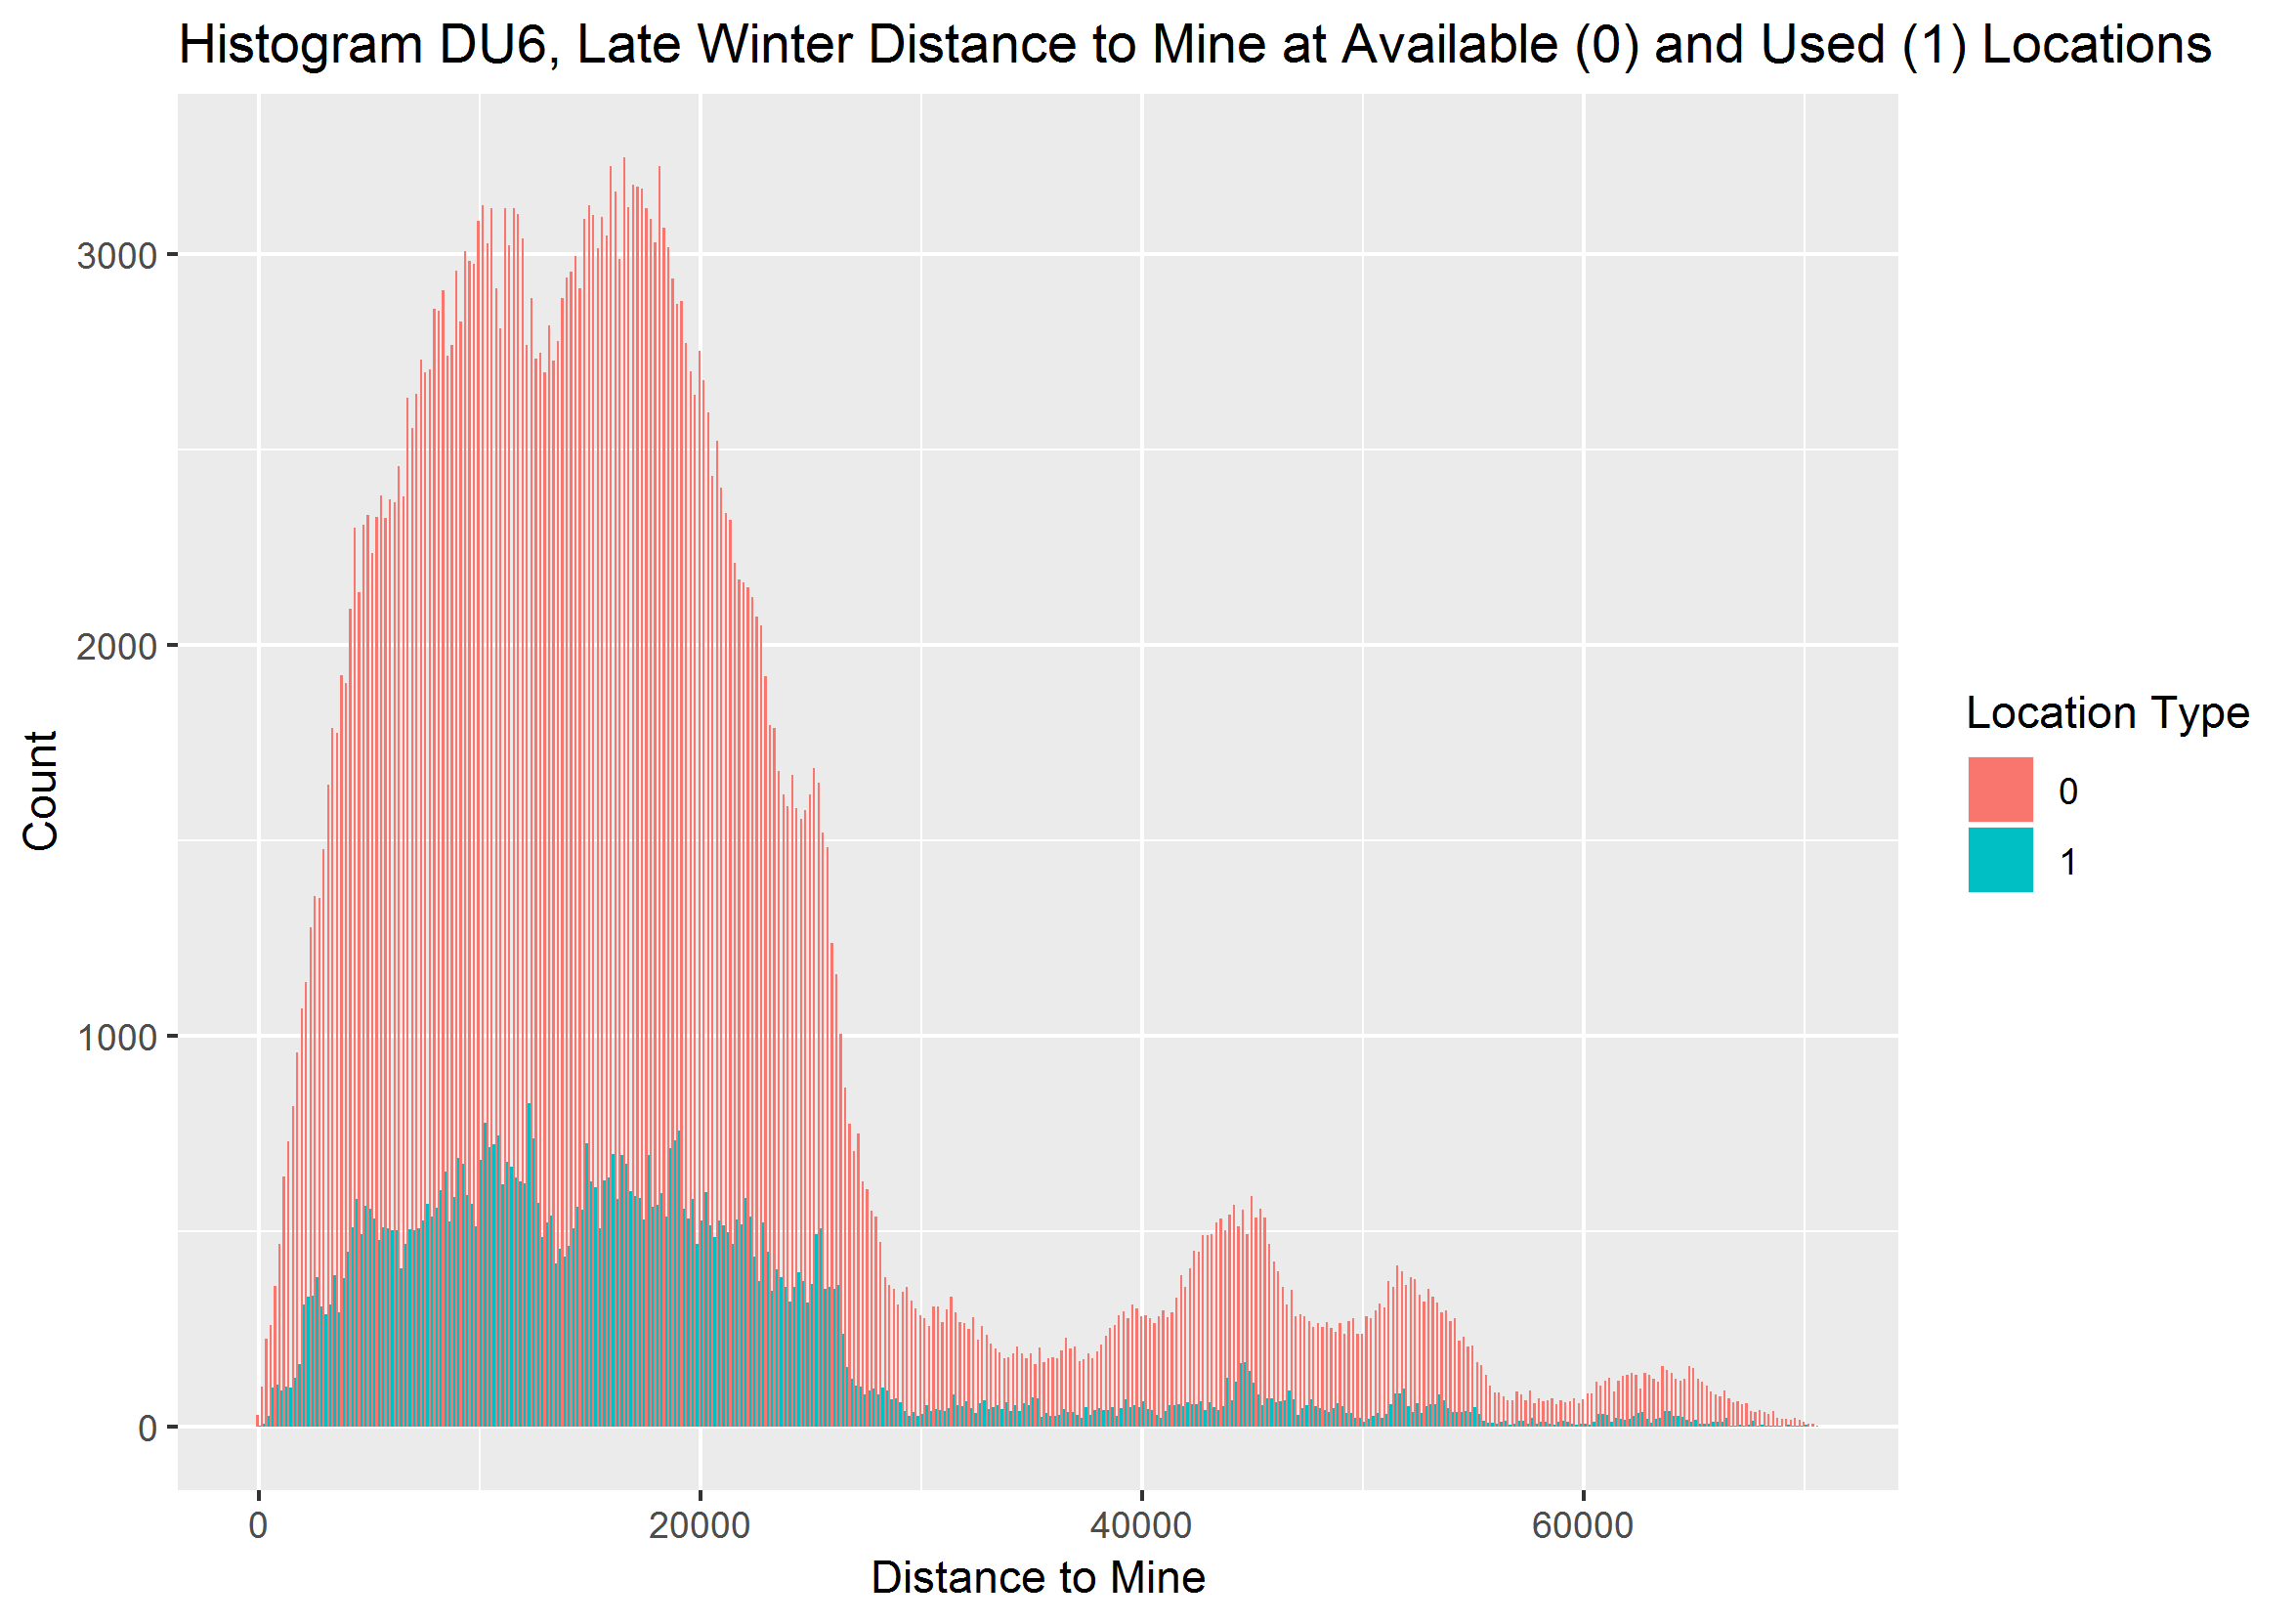 Histogram DU6, Late Winter Distance to Mine at Available (0) and Used (1) Locations
3000
2000
1000
0
Count
0
20000
40000
60000
Distance to Mine
Location Type
0
1